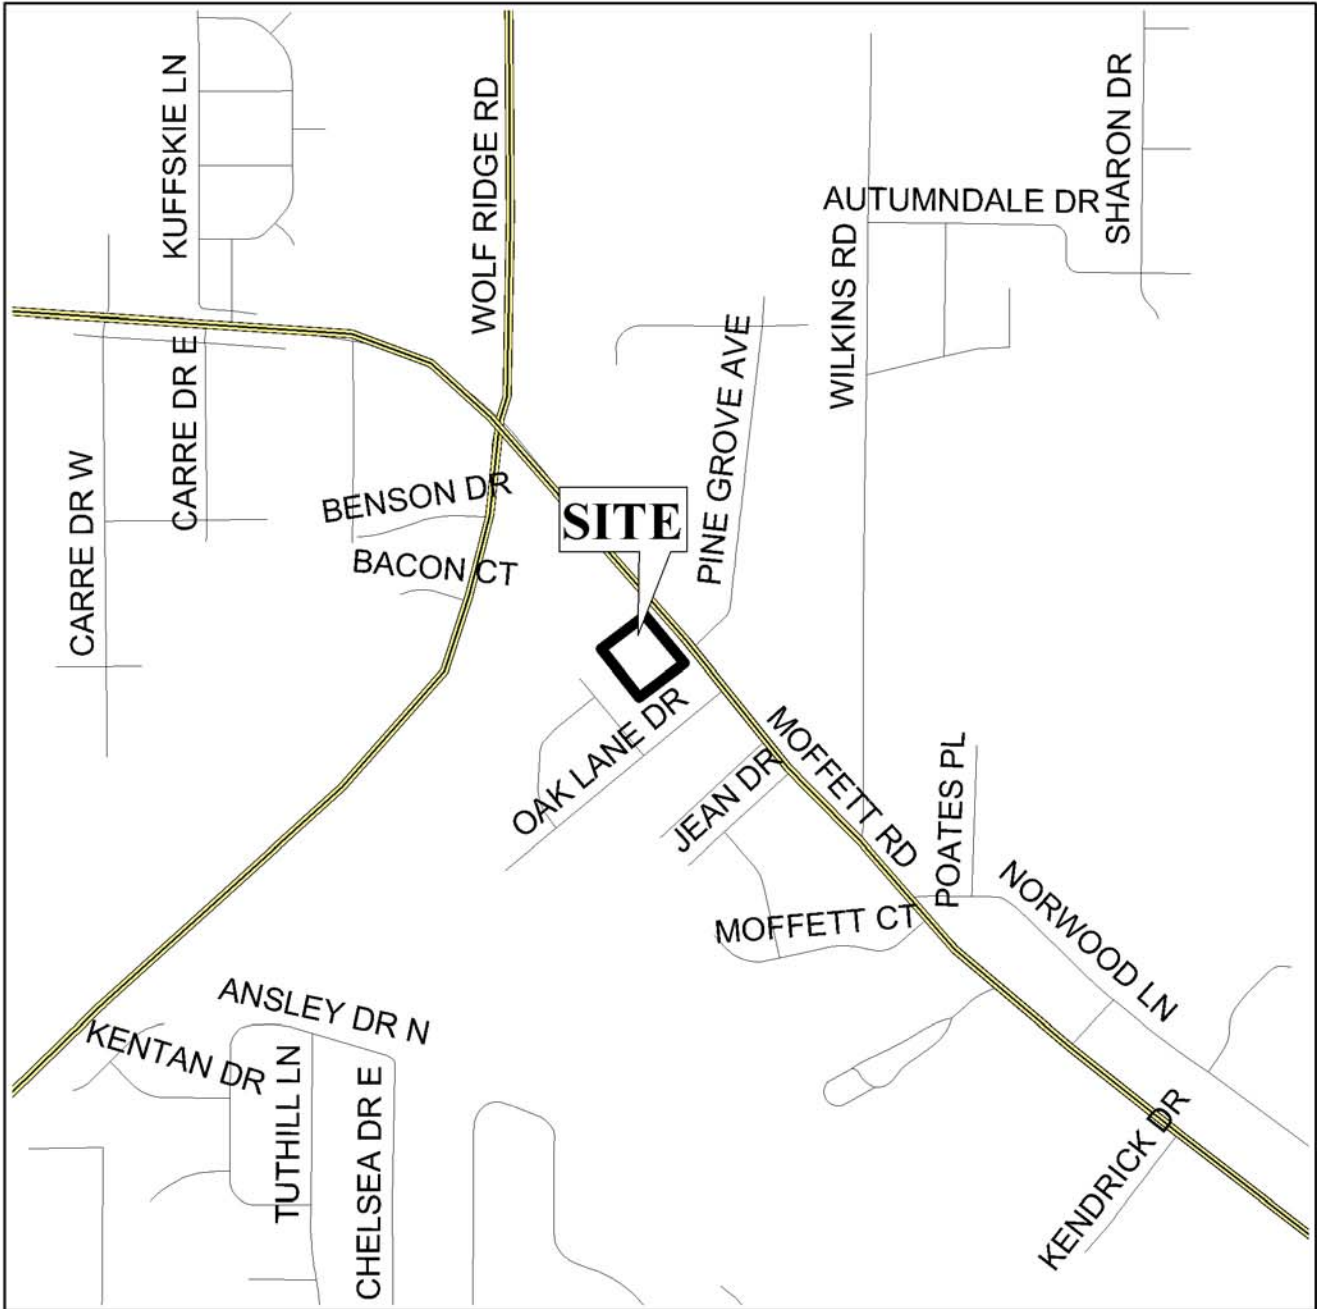 KUFFSKIE LN
WOLF RIDGE RD
SHARON DR
AUTUMNDALE DR
WILKINS RD
CARRE DR E
PINE GROVE AVE
CARRE DR W
BENSON DR
SITE
BACON CT
OAK LANE DR
MOFFETT RD
JEAN DR
POATES PL
NORWOOD LN
MOFFETT CT
ANSLEY DR N
KENTAN DR
TUTHILL LN
CHELSEA DR E
KENDRICK DR